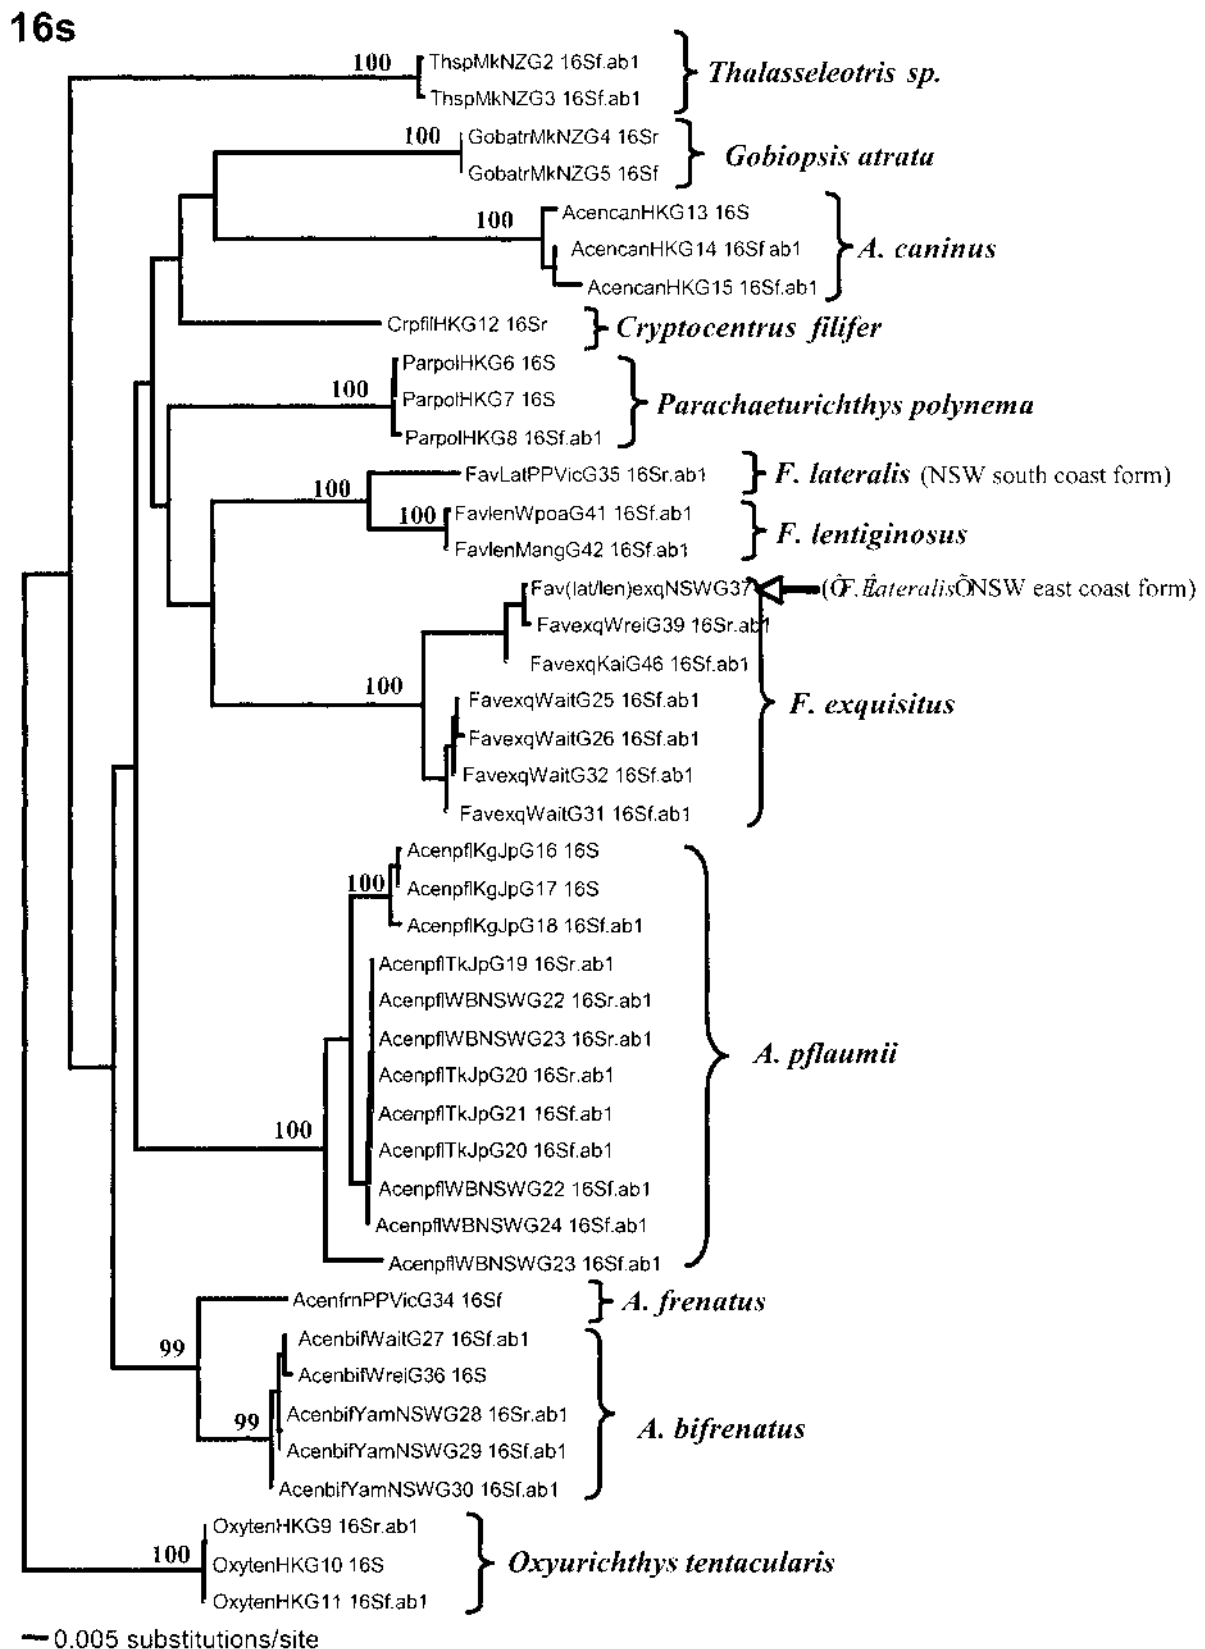 16s
100
ThspMkNZG2 16Sf.ab1
ThspMkNZG3 16Sf.ab1
Thalasseleotris sp.
100
GobatrMkNZG4 16Sr
GobatrMkNZG5 16Sf
Gobiopsis atrata
100
AcencanHKG13 16S
AcencanHKG14 16Sf ab1
AcencanHKG15 16Sf.ab1
A. caninus
CrpfilHKG12 16Sr
Cryptocentrus filifer
100
ParpolHKG6 16S
ParpolHKG7 16S
ParpolHKG8 16Sf.ab1
Parachaeturichthys polynema
100
FavLatPPVicG35 16Sr.ab1
F. lateralis (NSW south coast form)
100
FavlenWpoaG41 16Sf.ab1
FavlenMangG42 16Sf.ab1
F. lentiginosus
Fav(lat/len)exqNSWG37
(ÔF. Êlateralis ÕNSW east coast form)
FavexqWreiG39 16Sr.ab1
FavexqKaiG46 16Sf.ab1
100
FavexqWaitG25 16Sf.ab1
FavexqWaitG26 16Sf.ab1
FavexqWaitG32 16Sf.ab1
FavexqWaitG31 16Sf.ab1
F. exquisitus
100
AcenpflKgJpG16 16S
AcenpflKgJpG17 16S
AcenpflKgJpG18 16Sf.ab1
AcenpflTkJpG19 16Sr.ab1
AcenpflWBNSWG22 16Sr.ab1
AcenpflWBNSWG23 16Sr.ab1
AcenpflTkJpG20 16Sr.ab1
AcenpflTkJpG21 16Sf.ab1
AcenpflTkJpG20 16Sf.ab1
AcenpflWBNSWG22 16Sf.ab1
AcenpflWBNSWG24 16Sf.ab1
AcenpflWBNSWG23 16Sf.ab1
100
A. pflaumii
AcenfrnPPVicG34 16Sf
A. frenatus
99
AcenbifWaitG27 16Sf.ab1
AcenbifWreiG36 16S
AcenbifYamNSWG28 16Sr.ab1
AcenbifYamNSWG29 16Sf.ab1
AcenbifYamNSWG30 16Sf.ab1
99
A. bifrenatus
OxytenHKG9 16Sr.ab1
OxytenHKG10 16S
OxytenHKG11 16Sf.ab1
100
Oxyurichthys tentacularis
0.005 substitutions/site